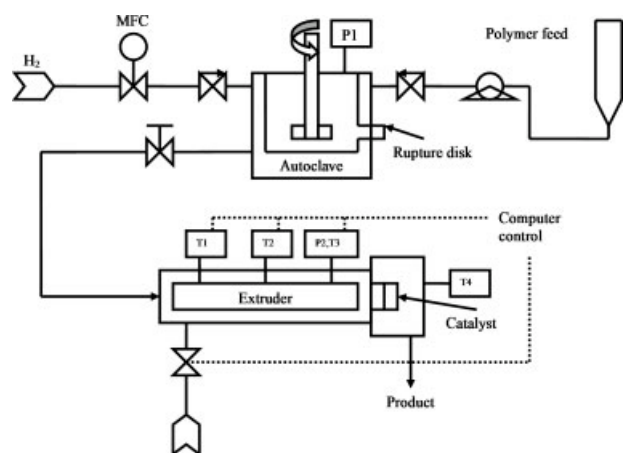 MFC
P1
Polymer feed
H2
Rupture disk
Autoclave
Computer
control
T1
T2
P2,T3
T4
Extruder
Catalyst
Product